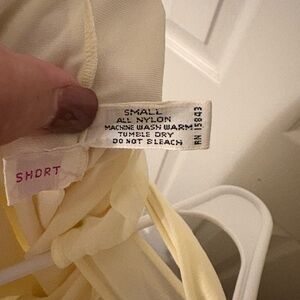 SMALL
ALL NYLON
MACHINE WASH WARM
TUMBLE DRY
DO NOT BLEACH
RN 15843
SHORT